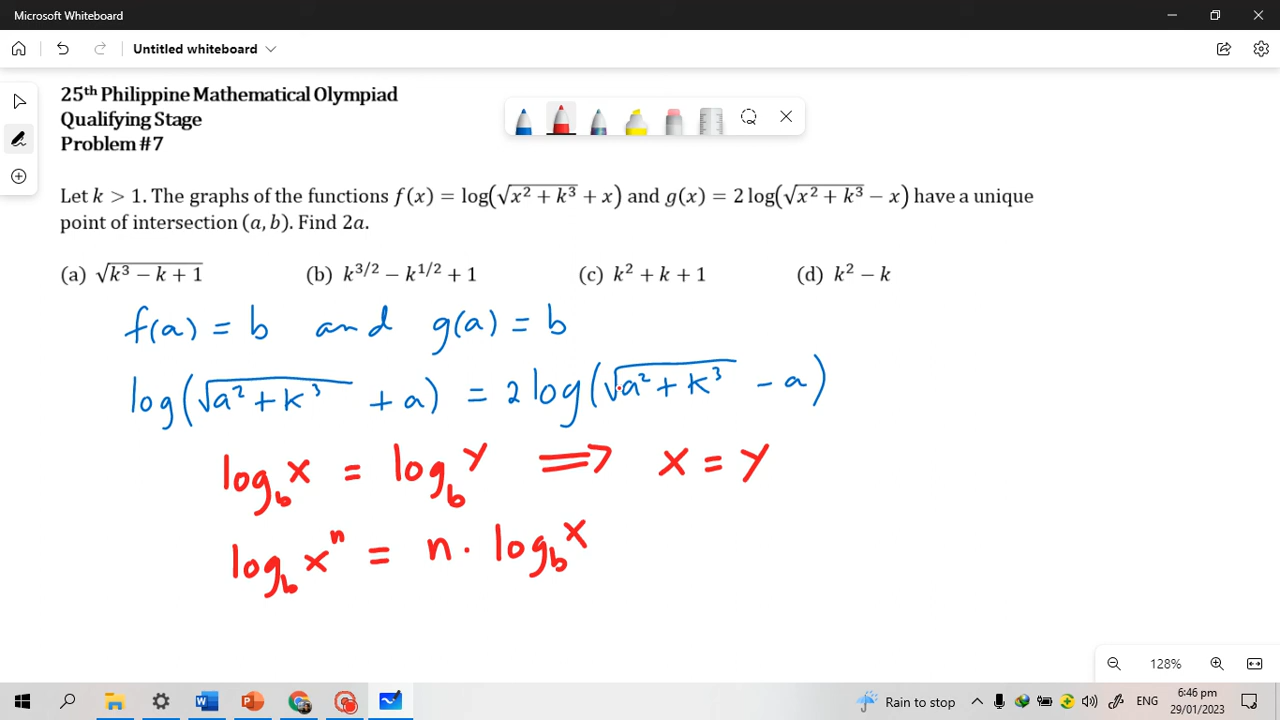 Microsoft Whiteboard
Untitled whiteboard
25th Philippine Mathematical Olympiad
Qualifying Stage
Problem #7
Let k > 1. The graphs of the functions f(x) = log(√(x² + k³) + x) and g(x) = 2 log(√(x² + k³) − x) have a unique
point of intersection (a, b). Find 2a.
(a) √(k³ − k + 1) (b) k^(3/2) − k^(1/2) + 1 (c) k² + k + 1 (d) k² − k
f(a) = b and g(a) = b
log(√(a² + k³) + a) = 2 log(√(a² + k³) − a)
log_b x = log_b y ⟹ x = y
log_b x^n = n · log_b x
128%
Rain to stop
ENG
6:46 pm
29/01/2023